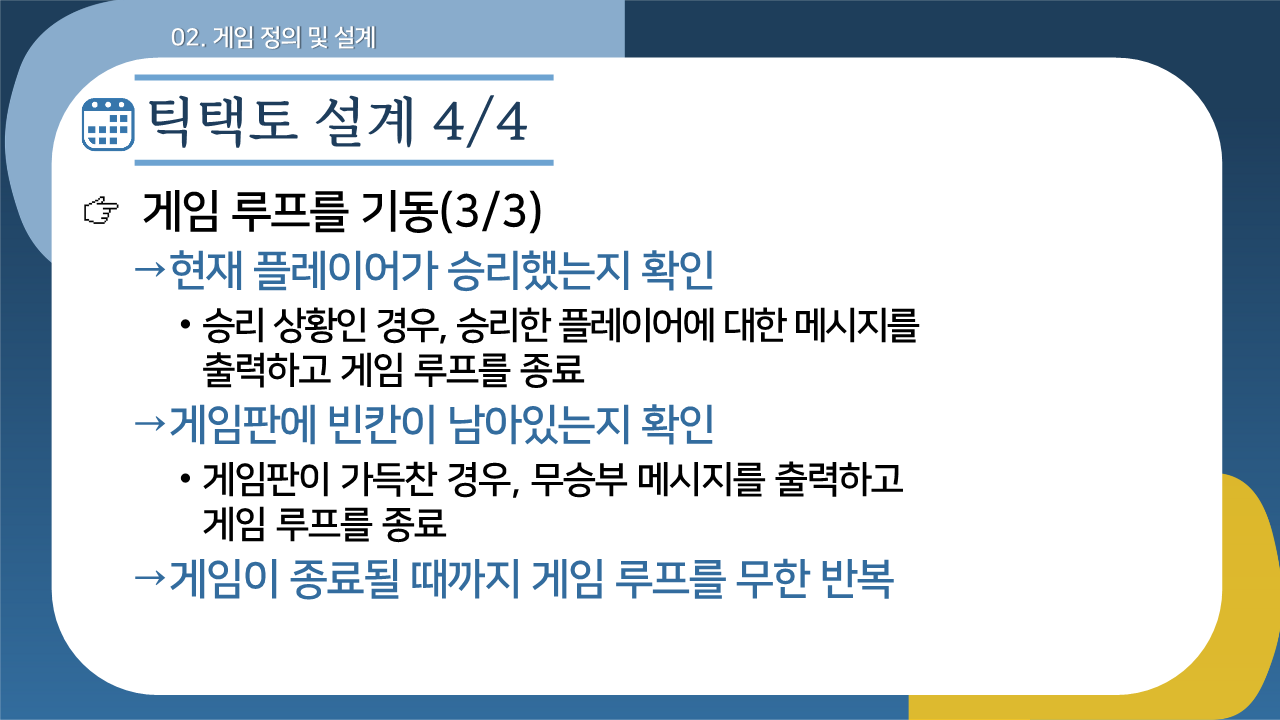 02. 게임 정의 및 설계
틱택토 설계 4/4
☞ 게임 루프를 기동(3/3)
→현재 플레이어가 승리했는지 확인
• 승리 상황인 경우, 승리한 플레이어에 대한 메시지를
출력하고 게임 루프를 종료
→게임판에 빈칸이 남아있는지 확인
• 게임판이 가득찬 경우, 무승부 메시지를 출력하고
게임 루프를 종료
→게임이 종료될 때까지 게임 루프를 무한 반복